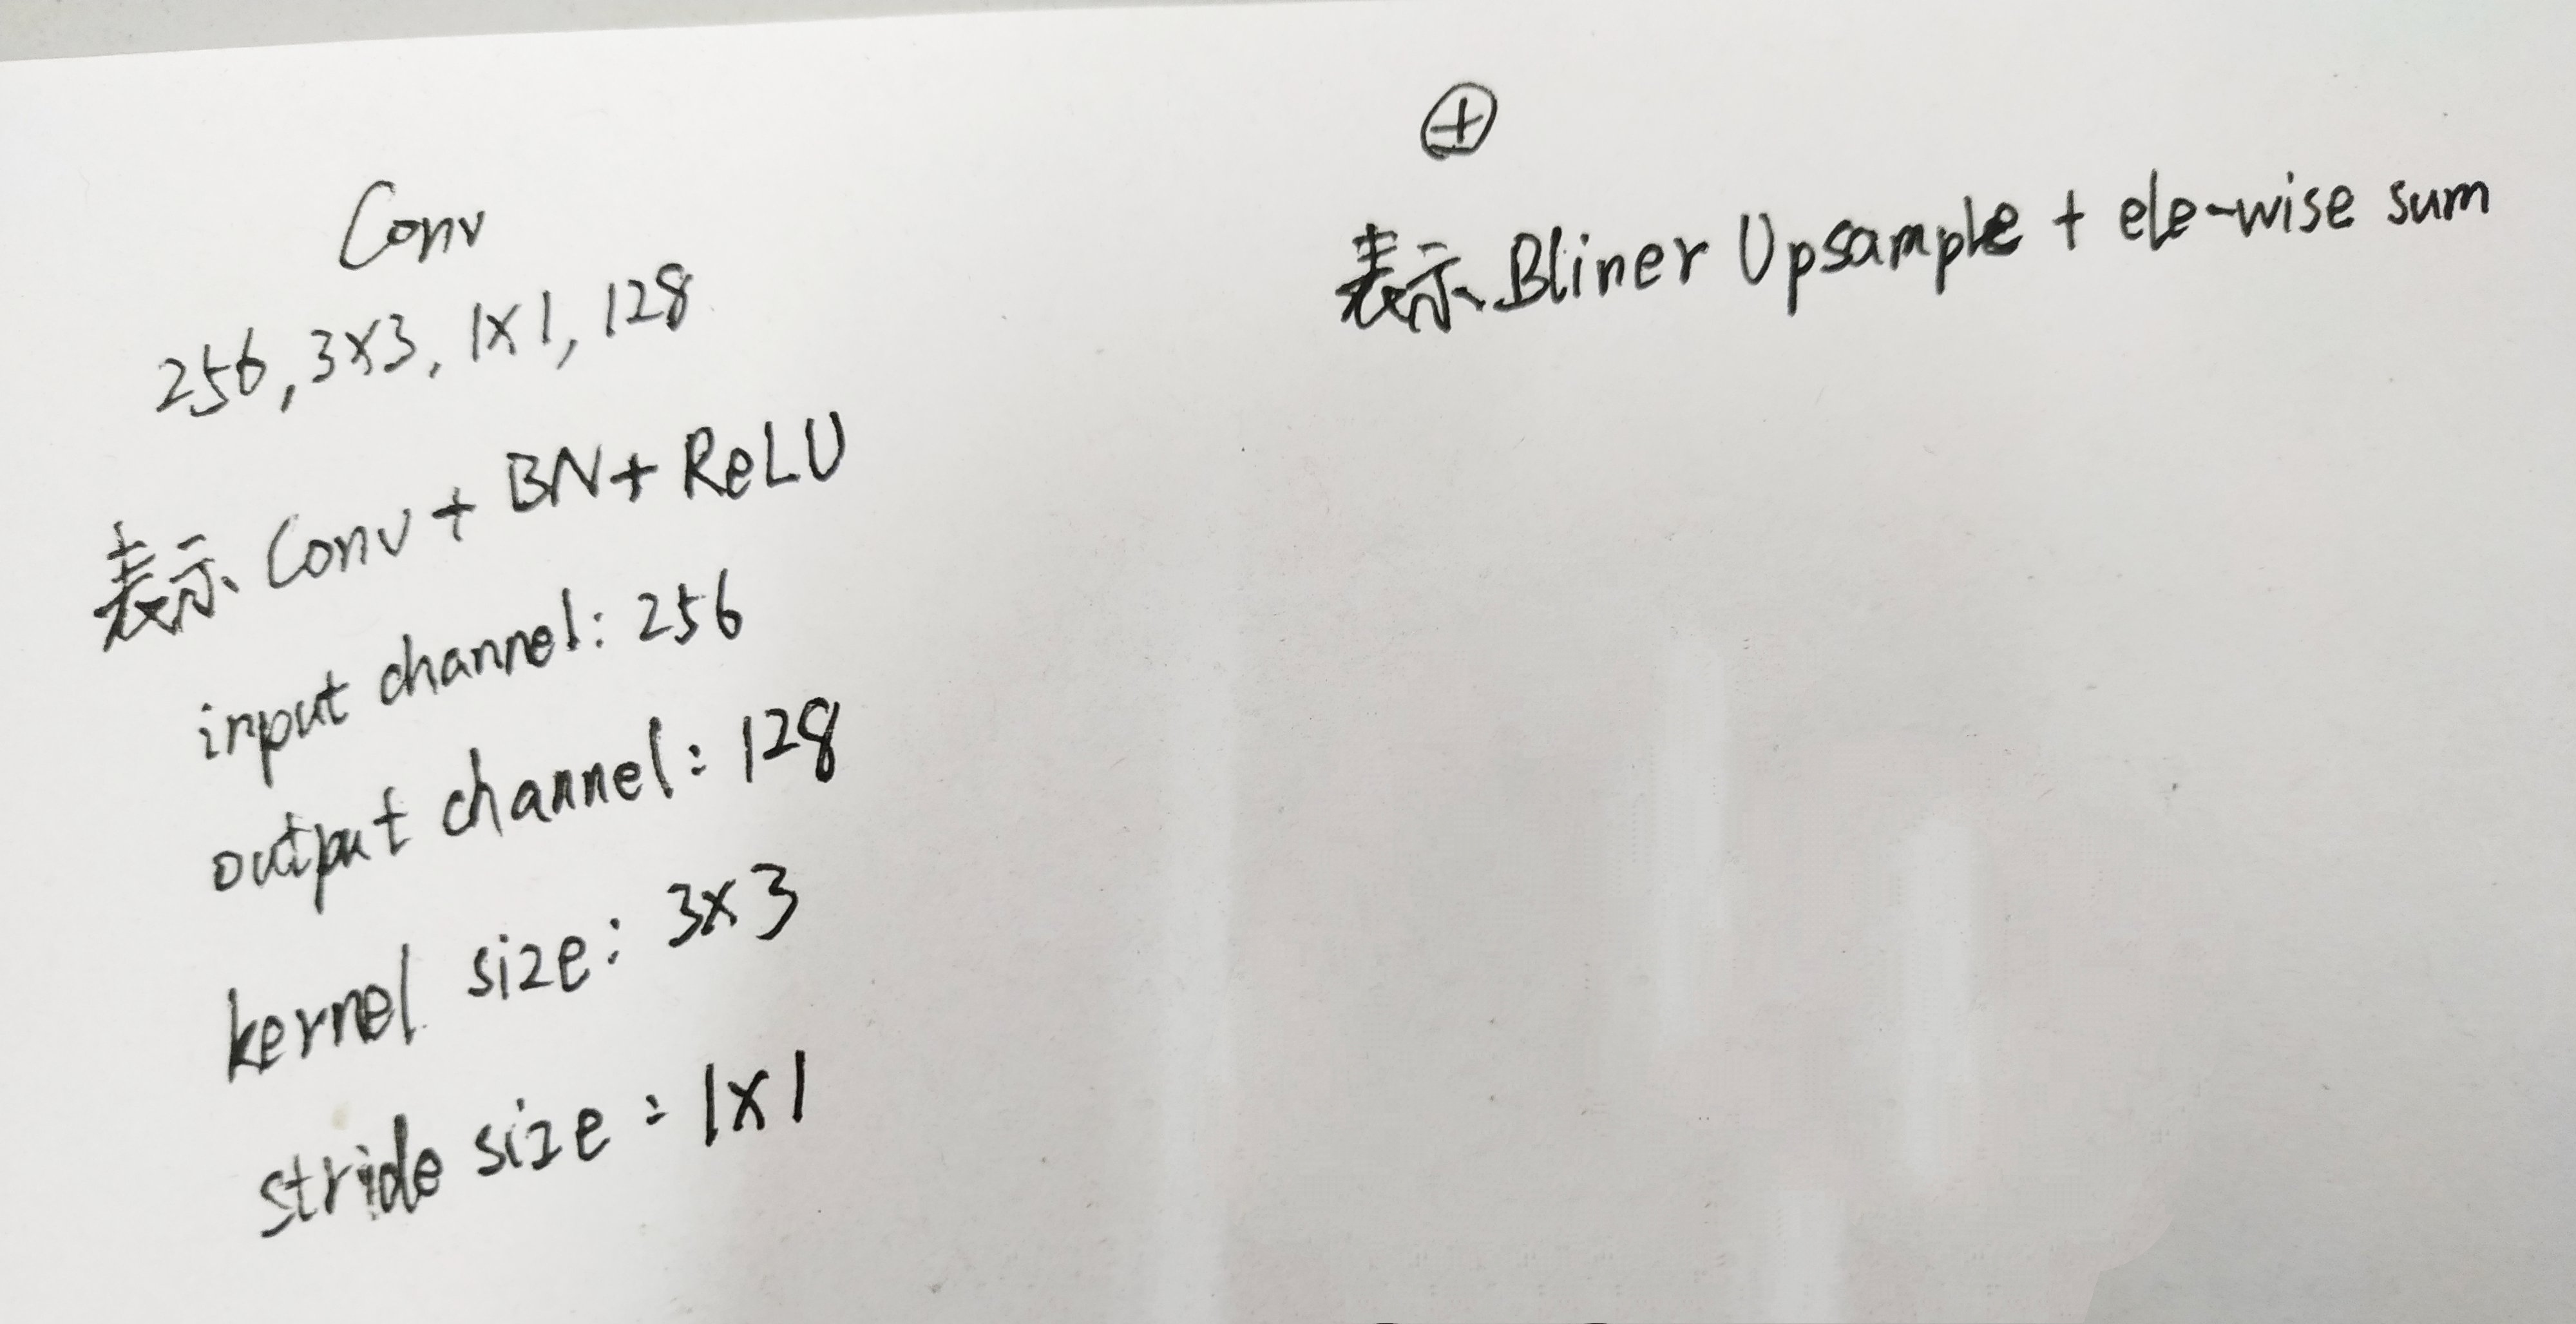 Conv
256, 3×3, 1×1, 128
表示 Conv + BN + ReLU
input channel: 256
output channel: 128
kernel size: 3×3
stride size: 1×1
⊕
表示 Bliner Upsample + ele-wise sum